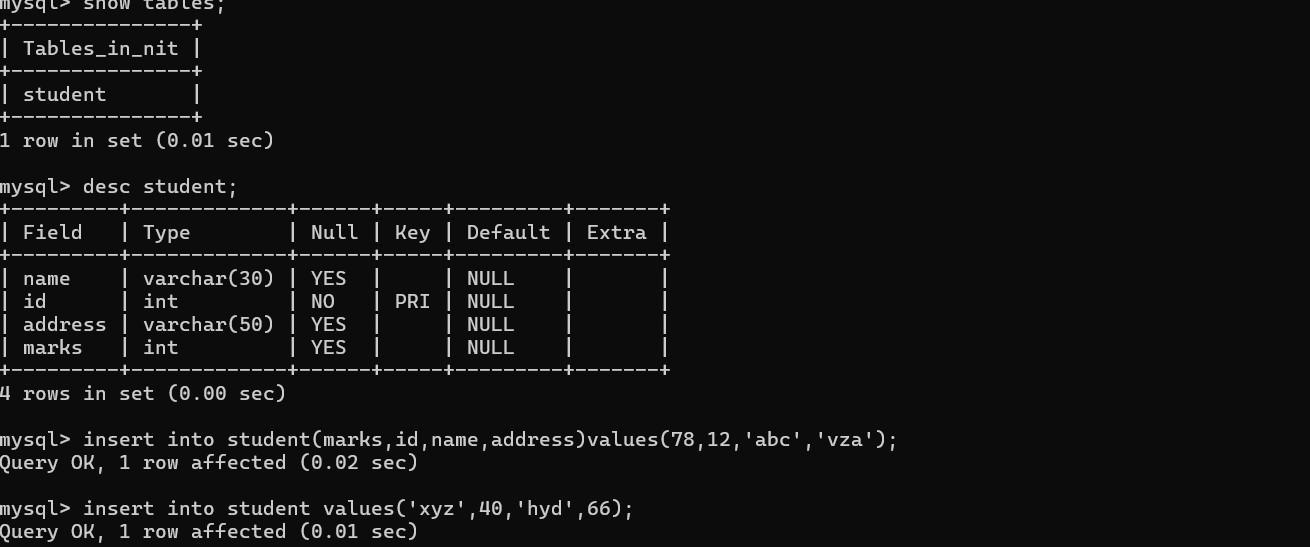 mysql> show tables;
+---------------+
| Tables_in_nit |
+---------------+
| student       |
+---------------+
1 row in set (0.01 sec)

mysql> desc student;
+---------+-------------+------+-----+---------+-------+
| Field   | Type        | Null | Key | Default | Extra |
+---------+-------------+------+-----+---------+-------+
| name    | varchar(30) | YES  |     | NULL    |       |
| id      | int         | NO   | PRI | NULL    |       |
| address | varchar(50) | YES  |     | NULL    |       |
| marks   | int         | YES  |     | NULL    |       |
+---------+-------------+------+-----+---------+-------+
4 rows in set (0.00 sec)

mysql> insert into student(marks,id,name,address)values(78,12,'abc','vza');
Query OK, 1 row affected (0.02 sec)

mysql> insert into student values('xyz',40,'hyd',66);
Query OK, 1 row affected (0.01 sec)